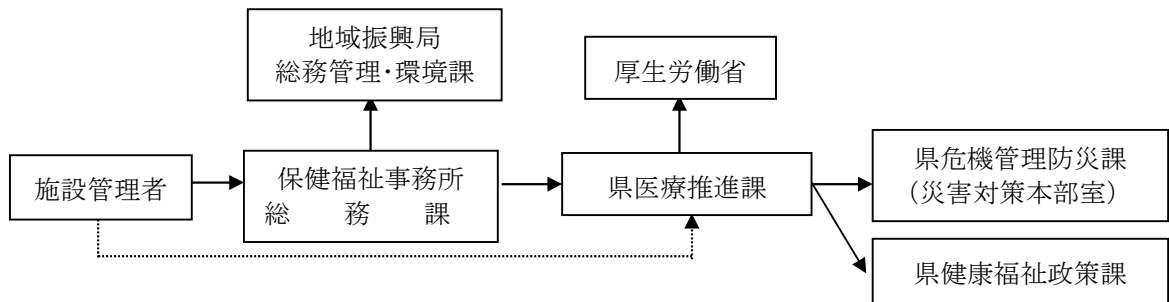 地域振興局
総務管理・環境課
厚生労働省
施設管理者
保健福祉事務所
総務課
県医療推進課
県危機管理防災課
(災害対策本部室)
県健康福祉政策課